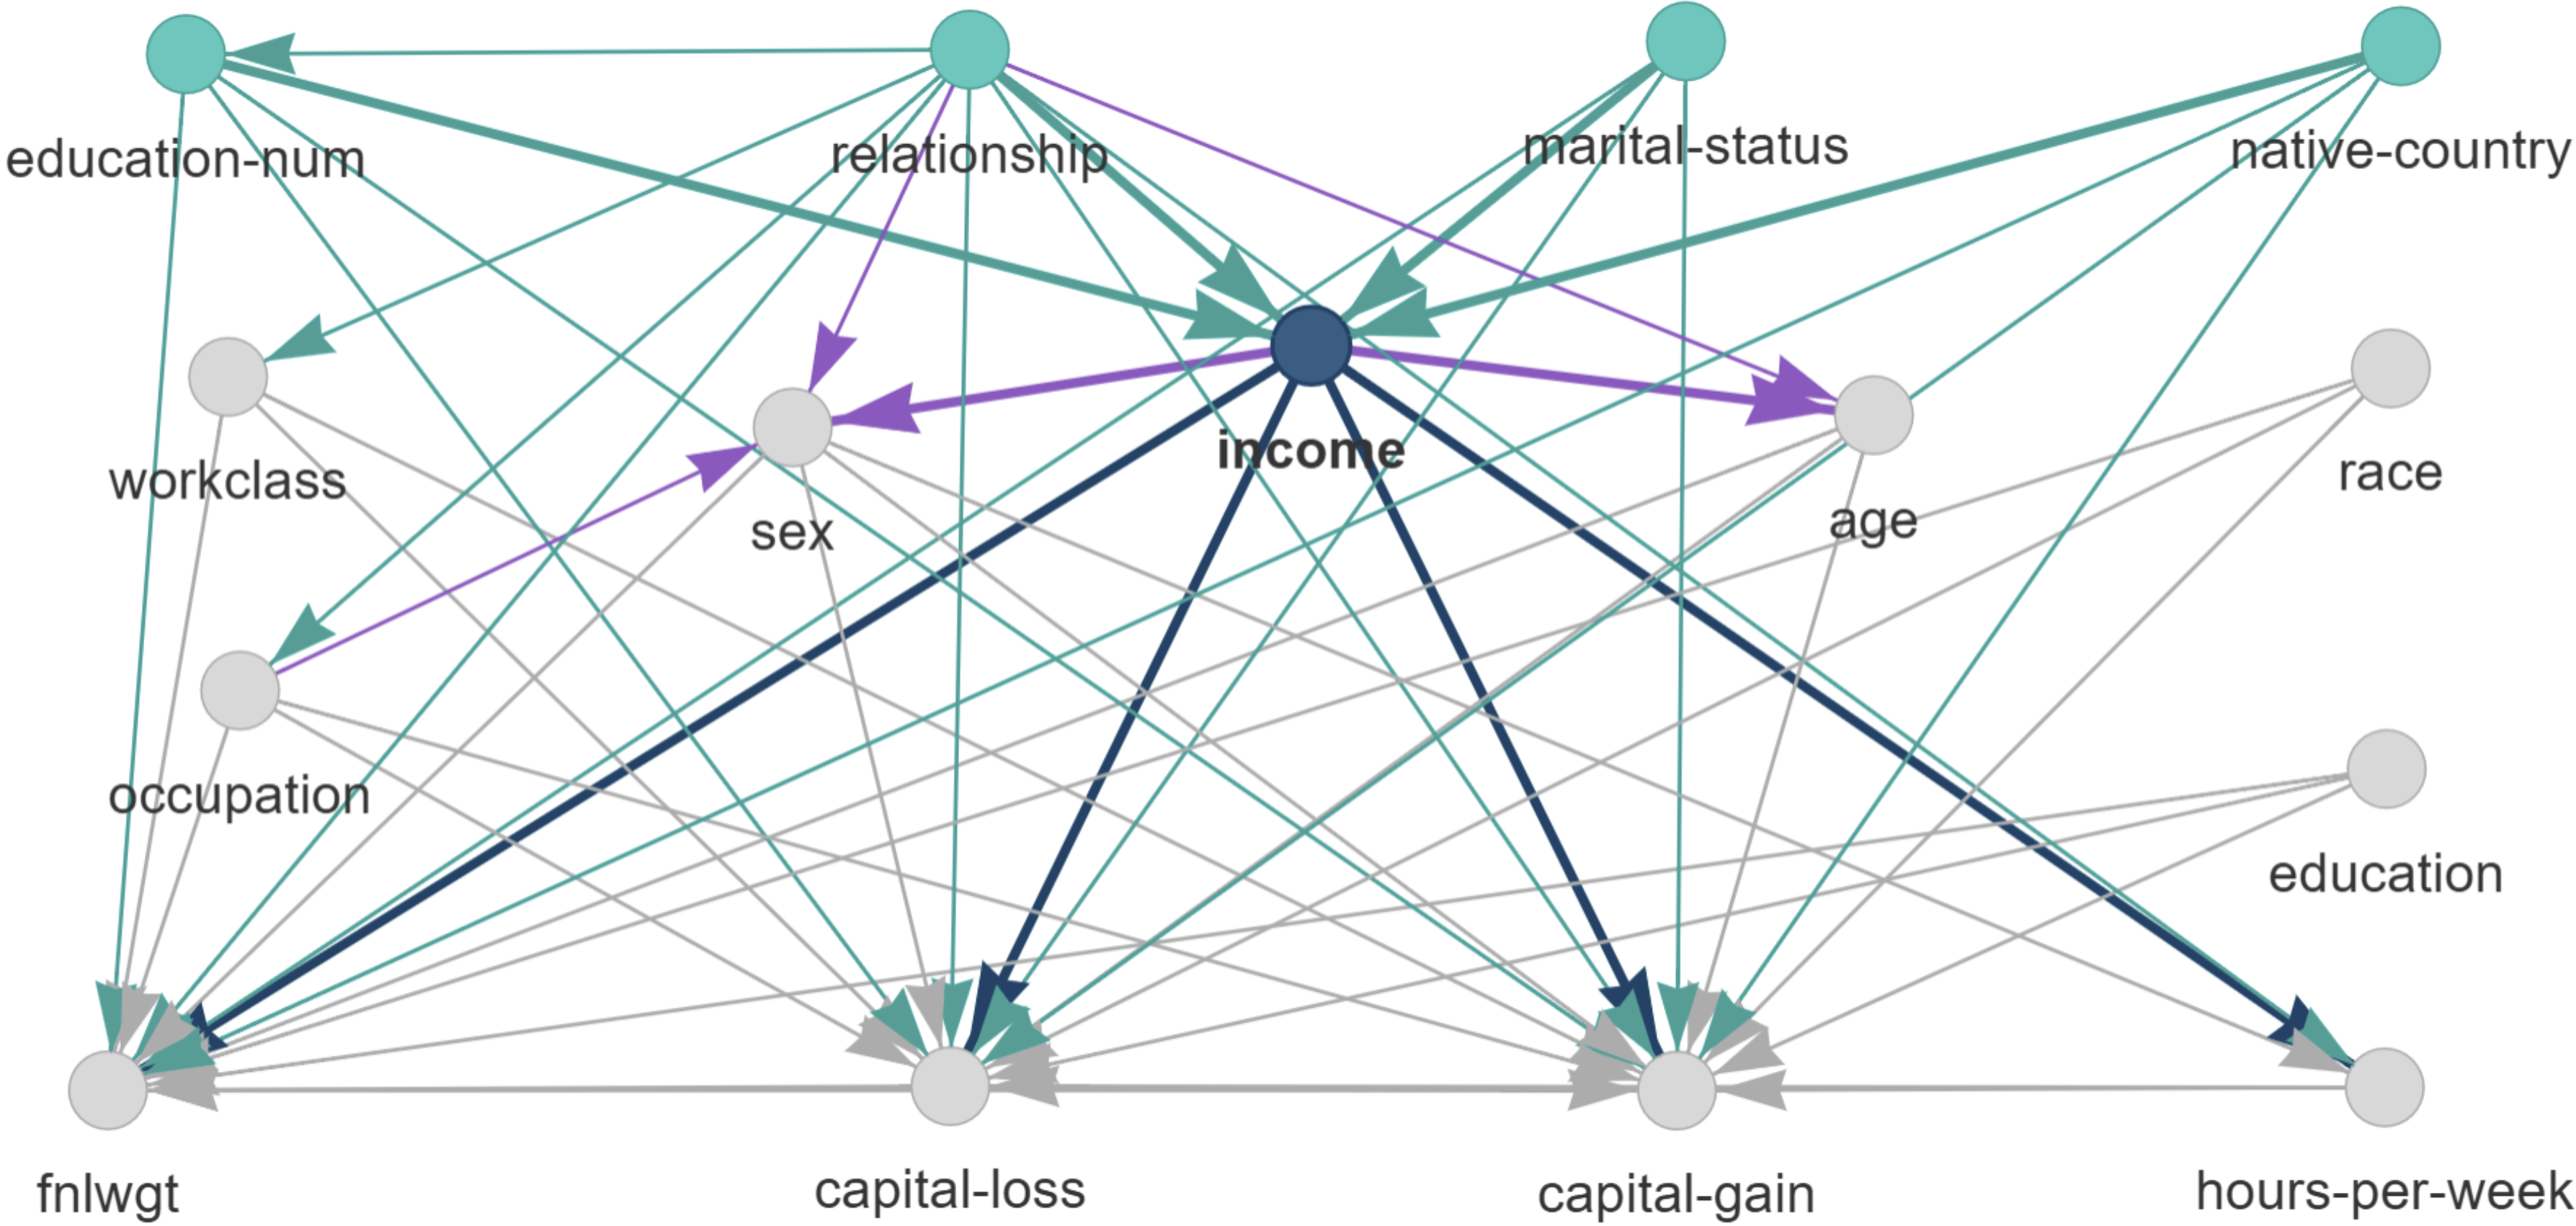 education-num
relationship
marital-status
native-country
workclass
sex
income
age
race
occupation
education
fnlwgt
capital-loss
capital-gain
hours-per-week